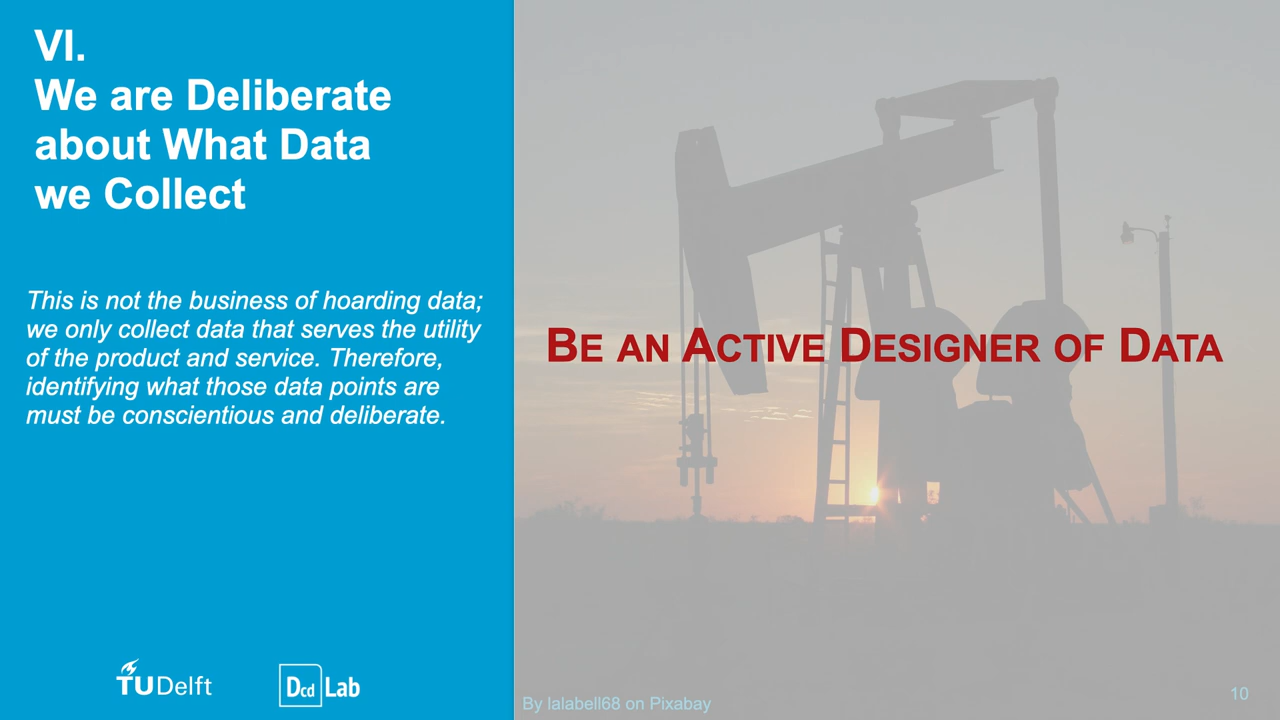 VI.
We are Deliberate
about What Data
we Collect
This is not the business of hoarding data;
we only collect data that serves the utility
of the product and service. Therefore,
identifying what those data points are
must be conscientious and deliberate.
BE AN ACTIVE DESIGNER OF DATA
TUDelft
Dcd Lab
By lalabell68 on Pixabay
10